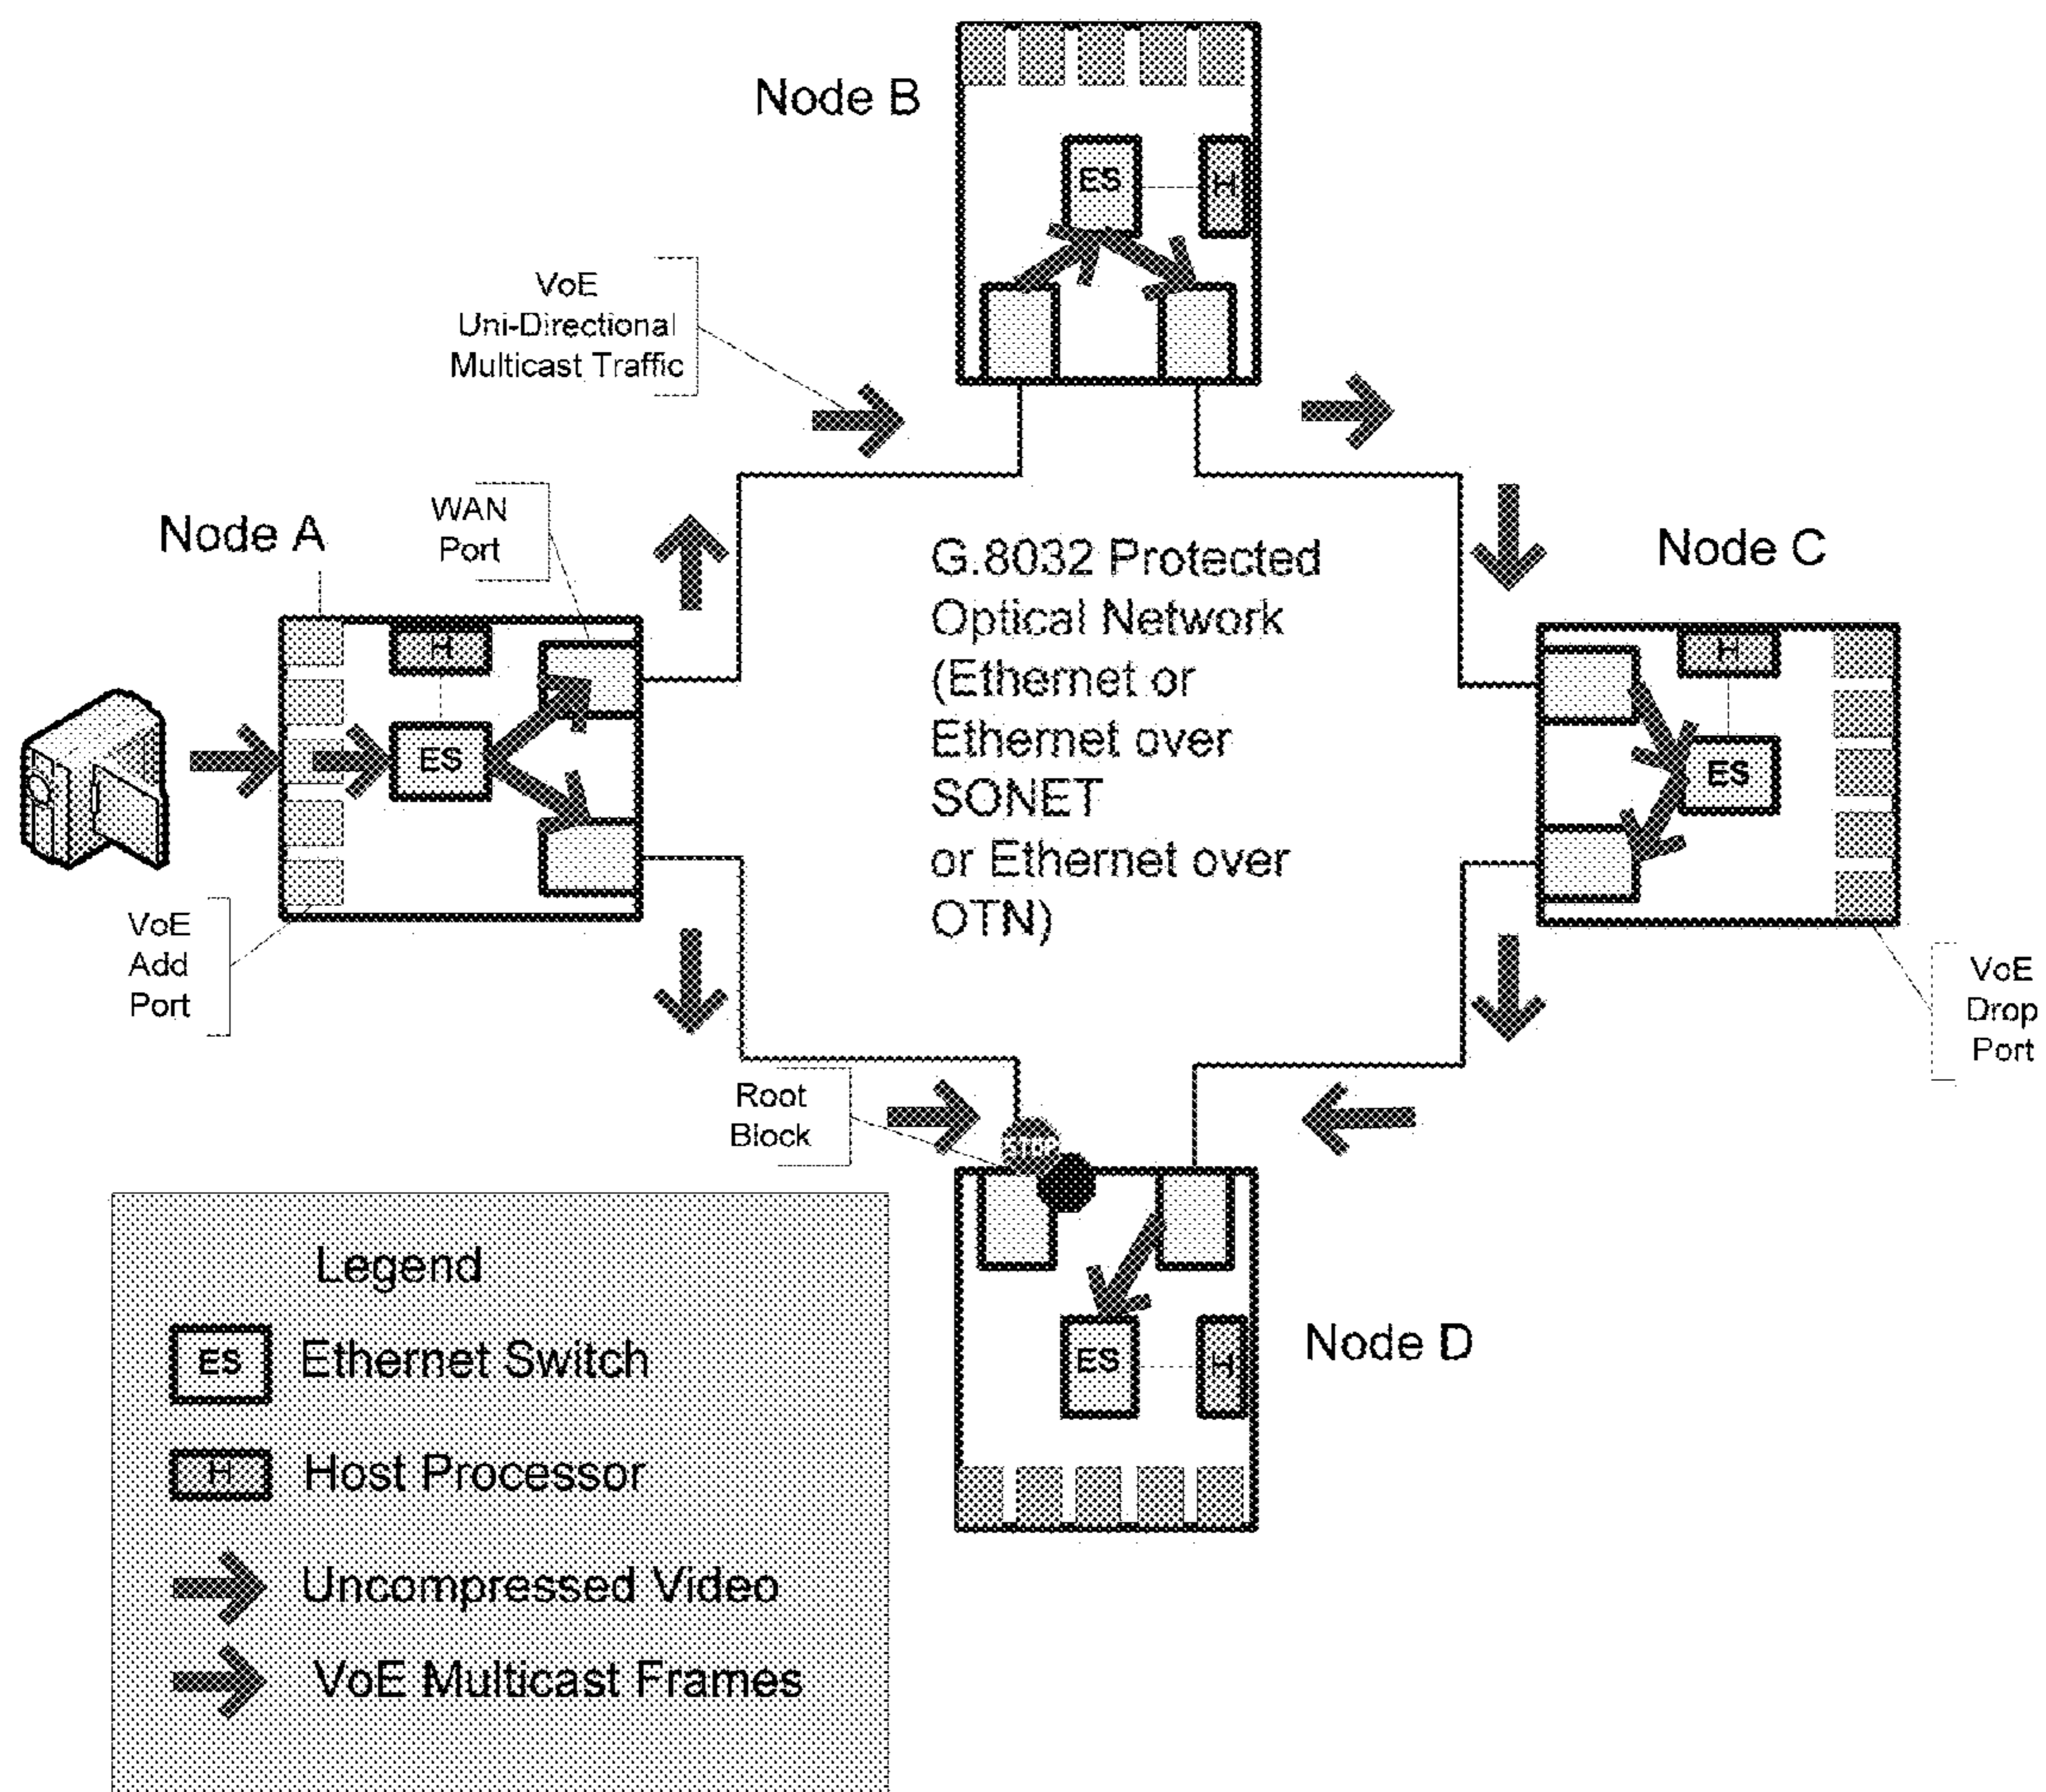 Node B
ES
H
VoE
Uni-Directional
Multicast Traffic
Node A
WAN
Port
H
ES
G.8032 Protected
Optical Network
(Ethernet or
Ethernet over
SONET
or Ethernet over
OTN)
Node C
H
ES
VoE
Add
Port
VoE
Drop
Port
Root
Block
STOP
ES
H
Node D
Legend
ES Ethernet Switch
H Host Processor
Uncompressed Video
VoE Multicast Frames